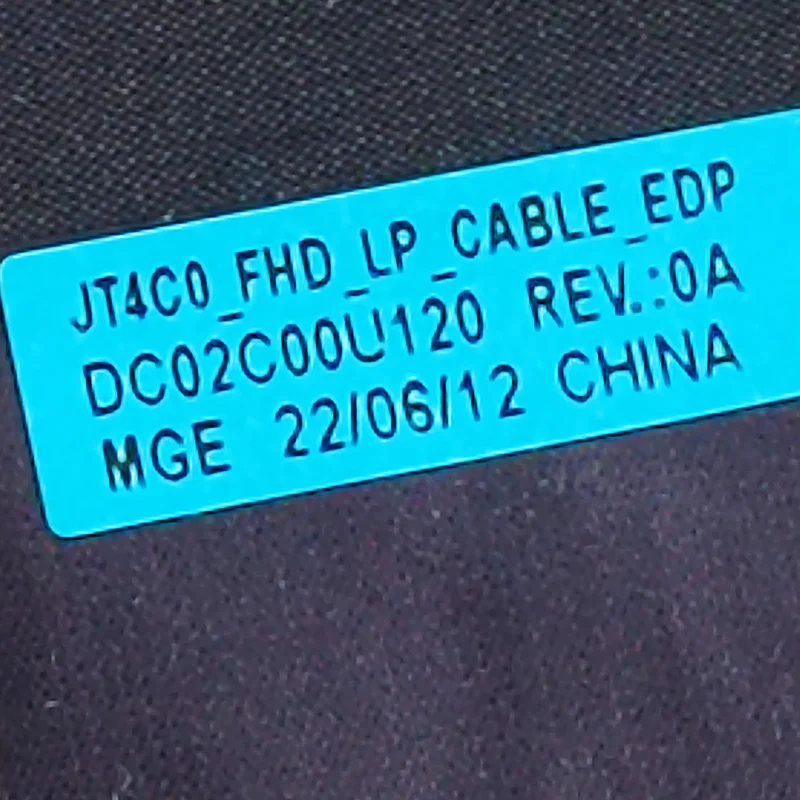 JT4C0_FHD_LP_CABLE_EDP
DC02C00U120 REV.:0A
MGE 22/06/12 CHINA